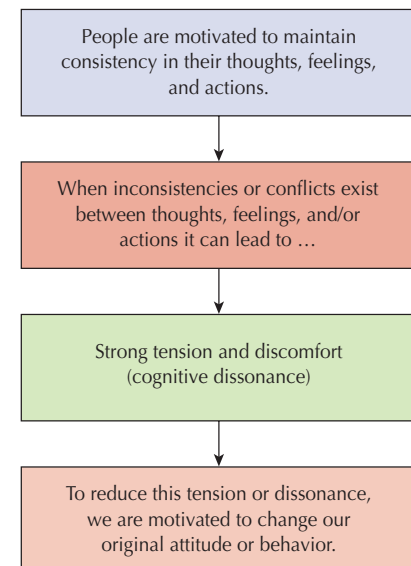 People are motivated to maintain
consistency in their thoughts, feelings,
and actions.
When inconsistencies or conflicts exist
between thoughts, feelings, and/or
actions it can lead to …
Strong tension and discomfort
(cognitive dissonance)
To reduce this tension or dissonance,
we are motivated to change our
original attitude or behavior.